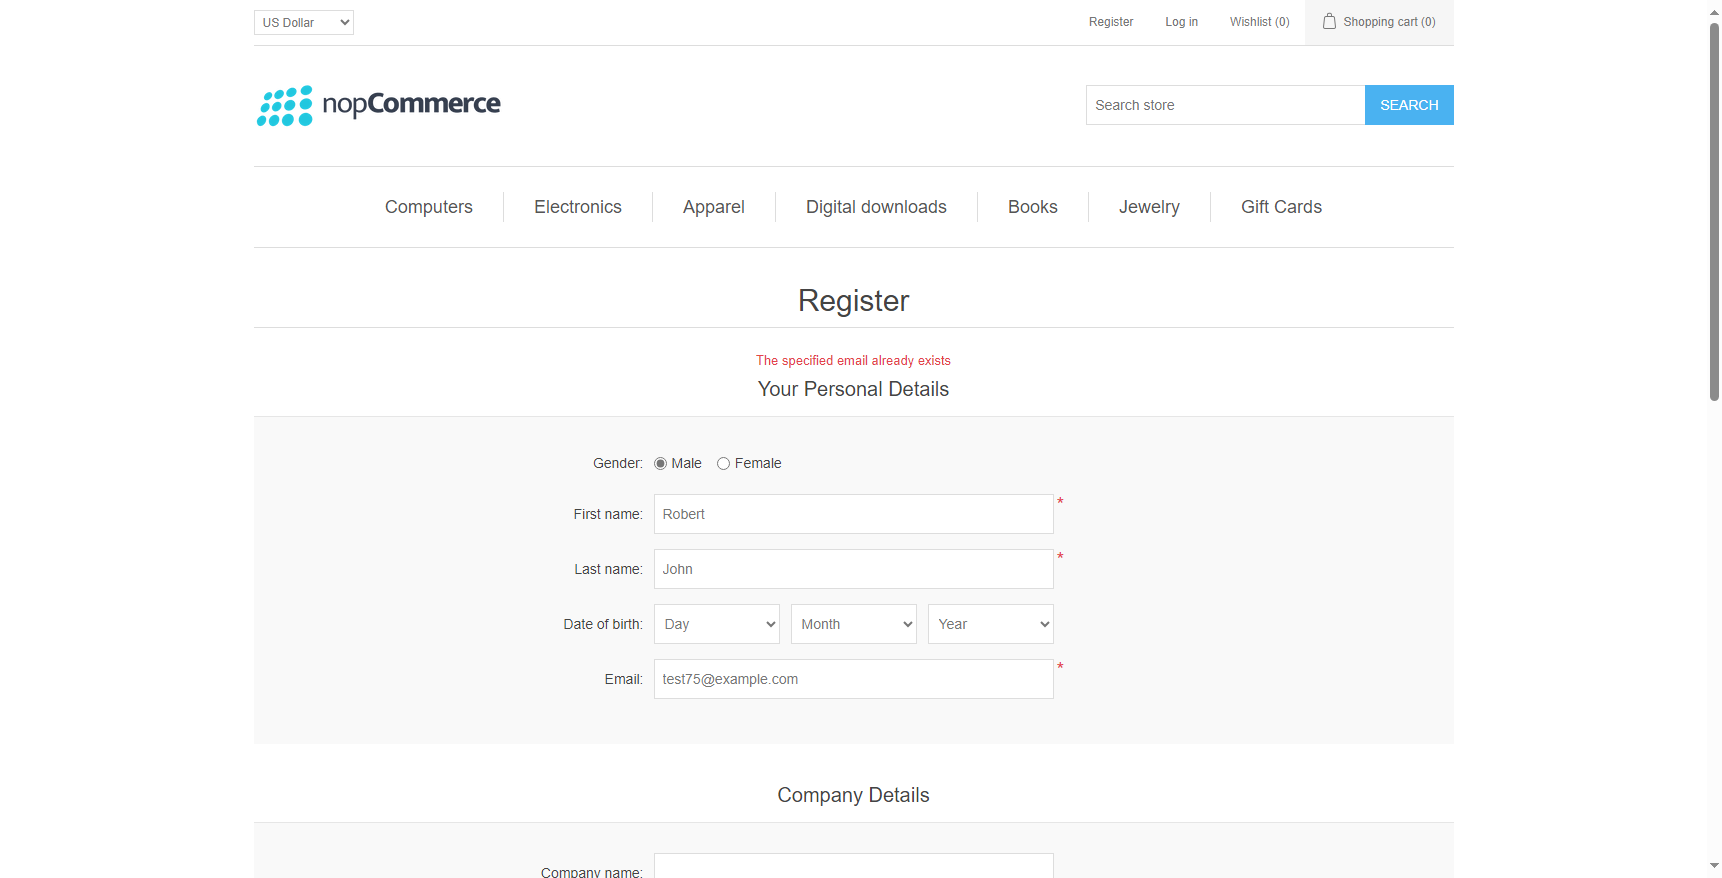 US Dollar Register Log in Wishlist (0) Shopping cart (0)
nopCommerce Search store SEARCH
Computers Electronics Apparel Digital downloads Books Jewelry Gift Cards
Register
The specified email already exists
Your Personal Details
Gender: Male Female
First name: Robert *
Last name: John *
Date of birth: Day Month Year
Email: test75@example.com *
Company Details
Company name: